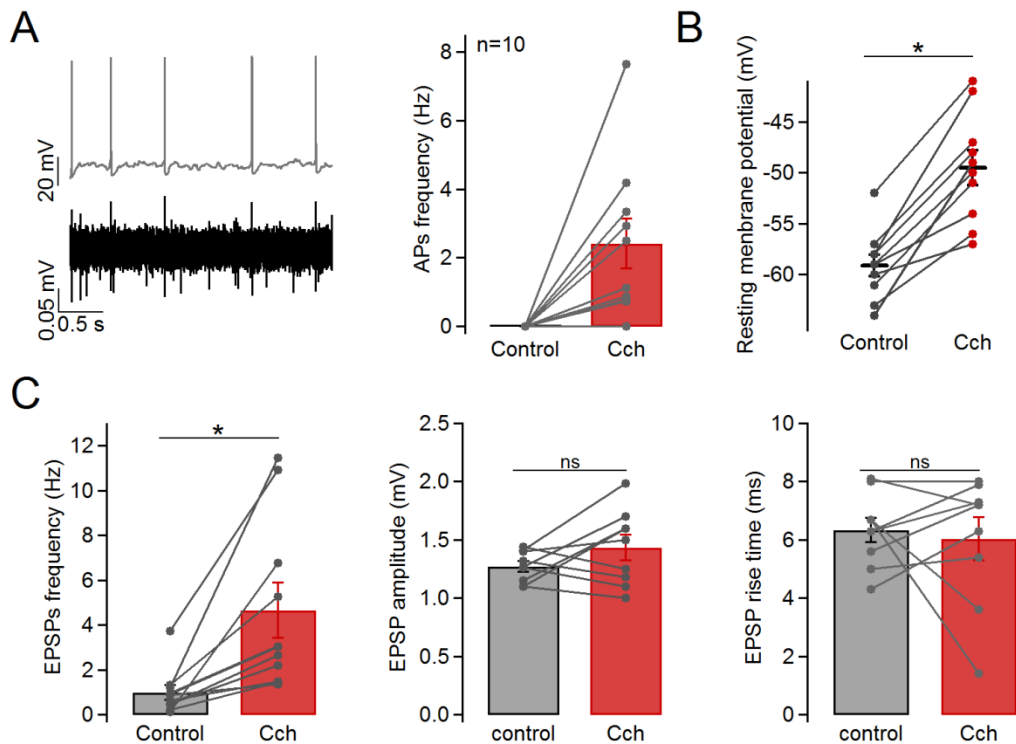 A
20 mV
0.05 mV
0.5 s
APs frequency (Hz)
8
6
4
2
0
n=10
Control
Cch
B
Resting menbrane potential (mV)
*
-45
-50
-55
-60
Control
Cch
C
EPSPs frequency (Hz)
12
10
8
6
4
2
0
*
Control
Cch
EPSP amplitude (mV)
2.5
2.0
1.5
1.0
0.5
0.0
ns
Control
Cch
EPSP rise time (ms)
10
8
6
4
2
0
ns
control
Cch